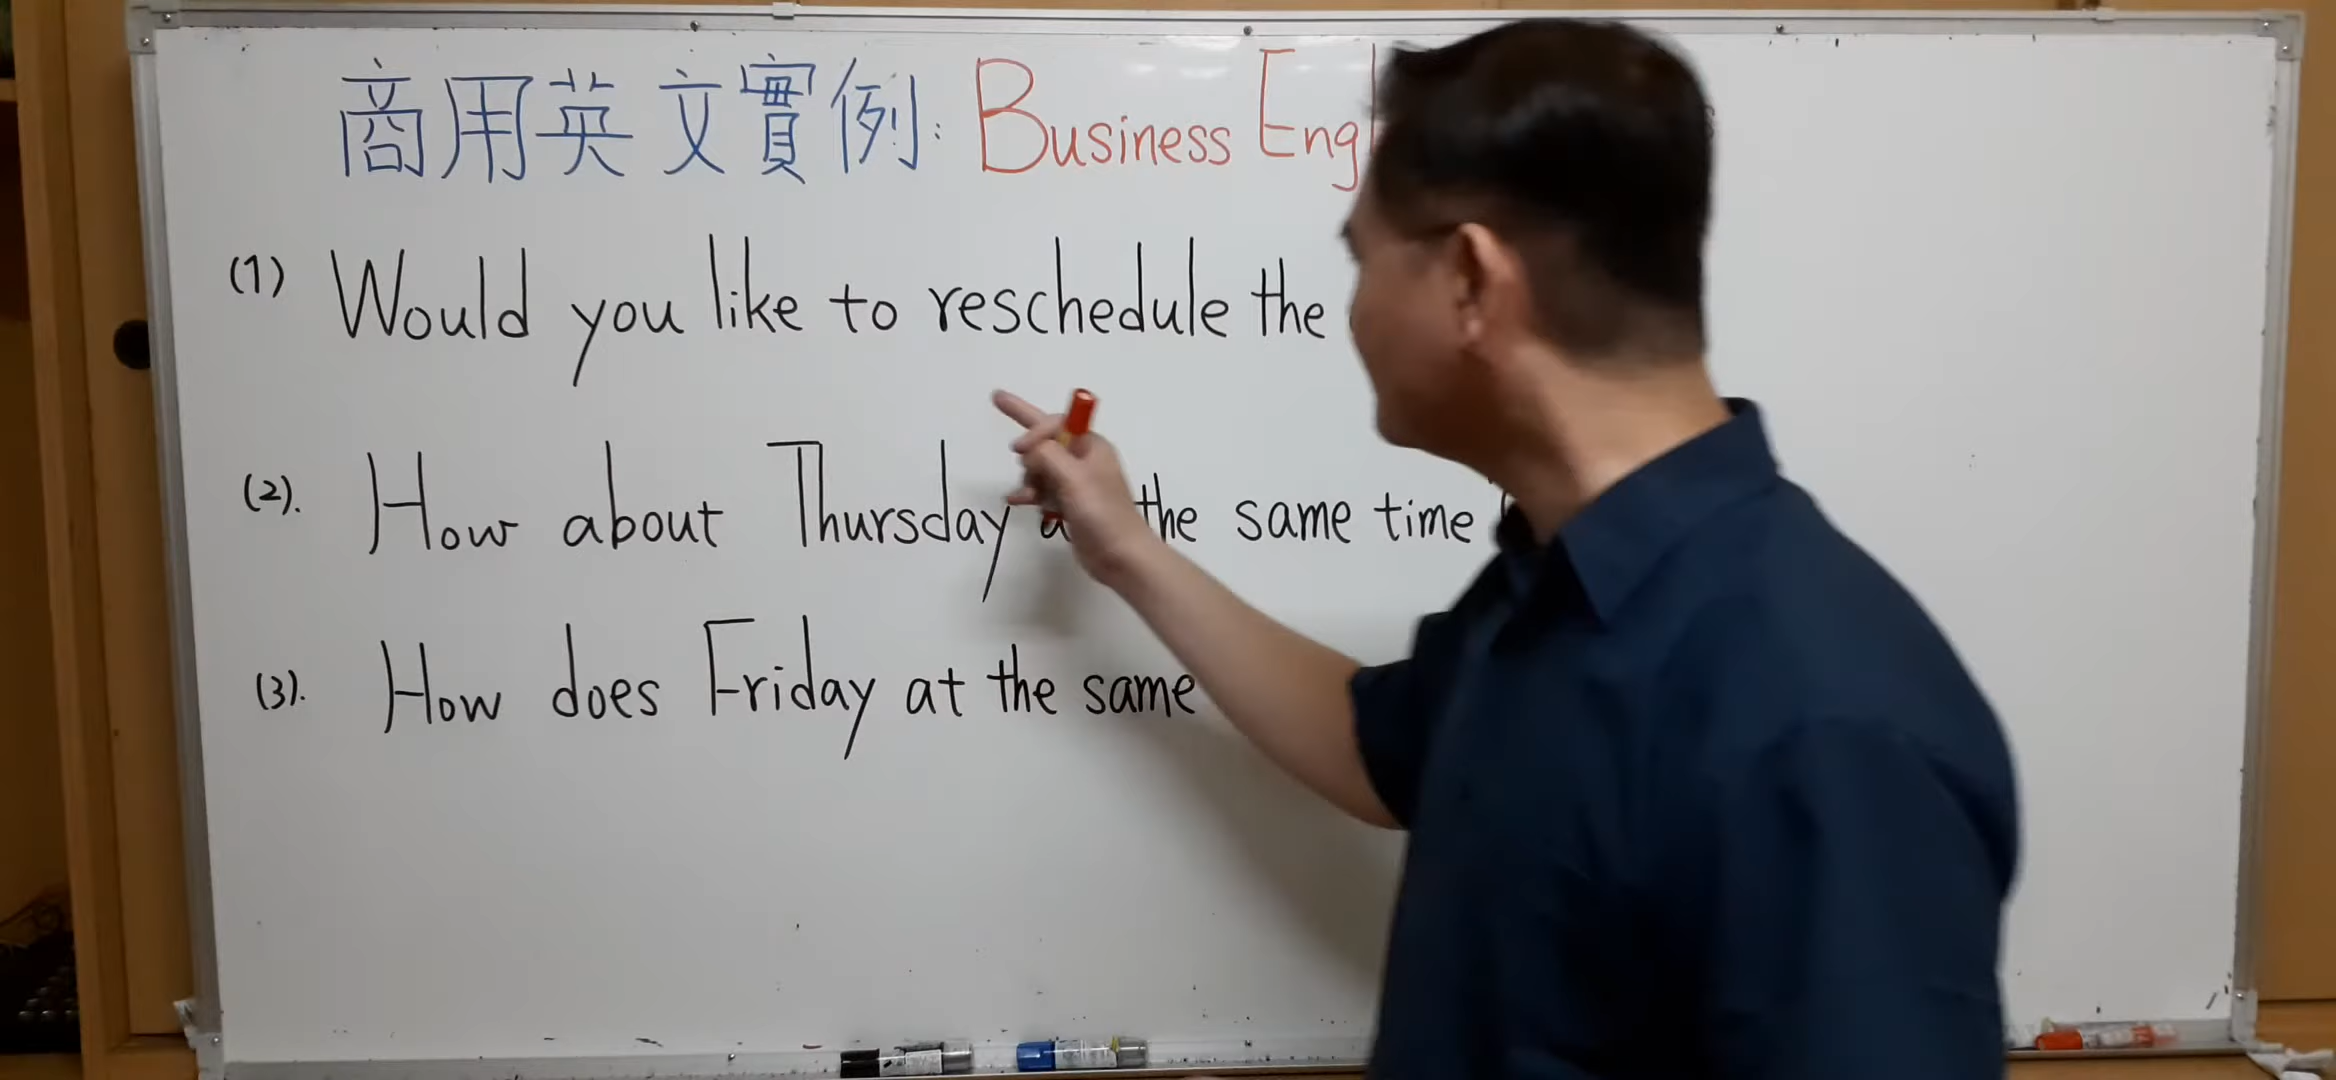 商用英文實例: Business
(1) Would you like to reschedule the
(2). How about Thursday the same time
(3). How does Friday at the same